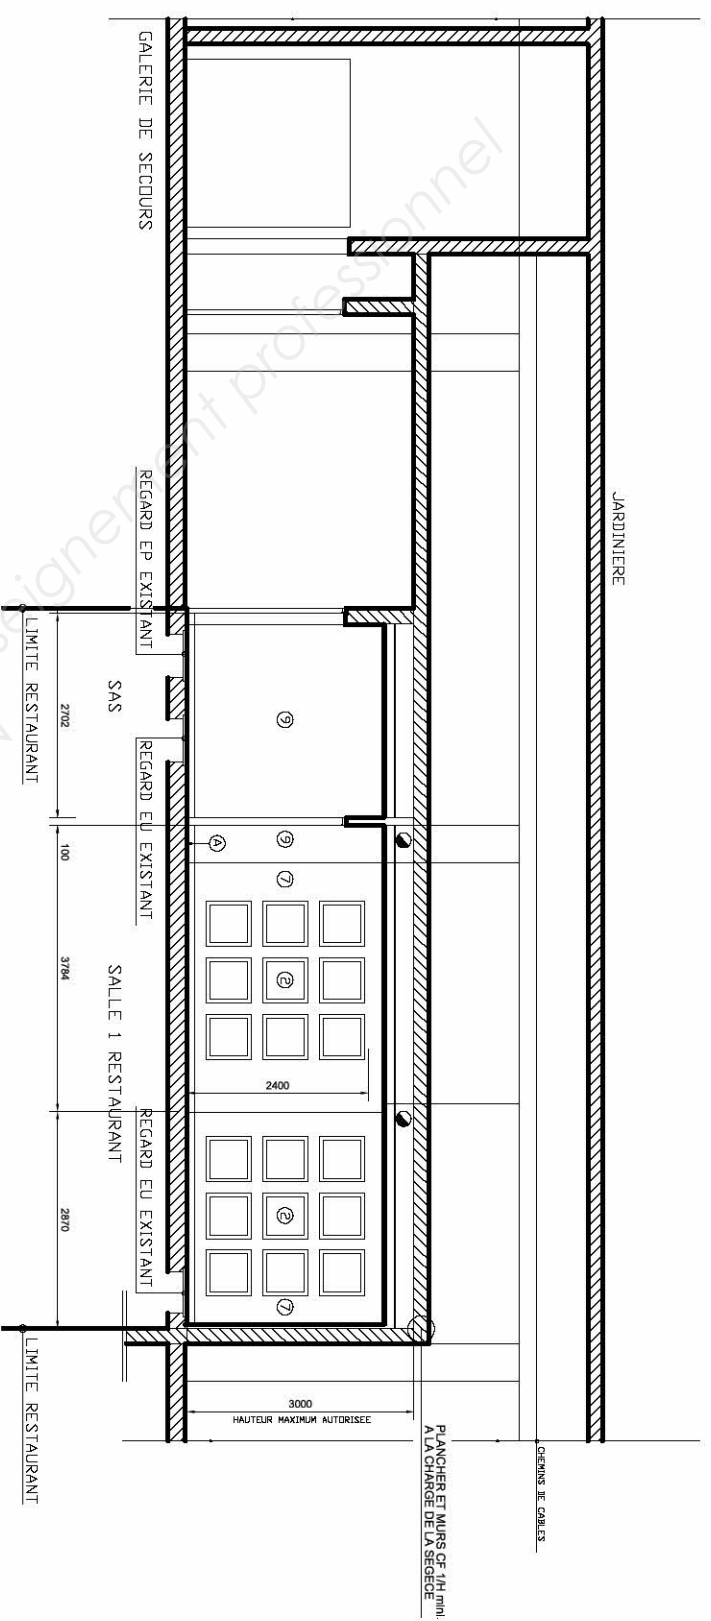 JARDINIERE
CHEMINS DE CABLES
PLANCHER ET MURS CF 1/H mini.
A LA CHARGE DE LA SEGECE
3000
HAUTEUR MAXIMUM AUTORISEE
9
9
7
2
2
7
A
2400
GALERIE DE SECOURS
REGARD EP EXISTANT
REGARD EU EXISTANT
REGARD EU EXISTANT
SAS
SALLE 1 RESTAURANT
2702
100
3784
2870
LIMITE RESTAURANT
LIMITE RESTAURANT
seignement professionnel